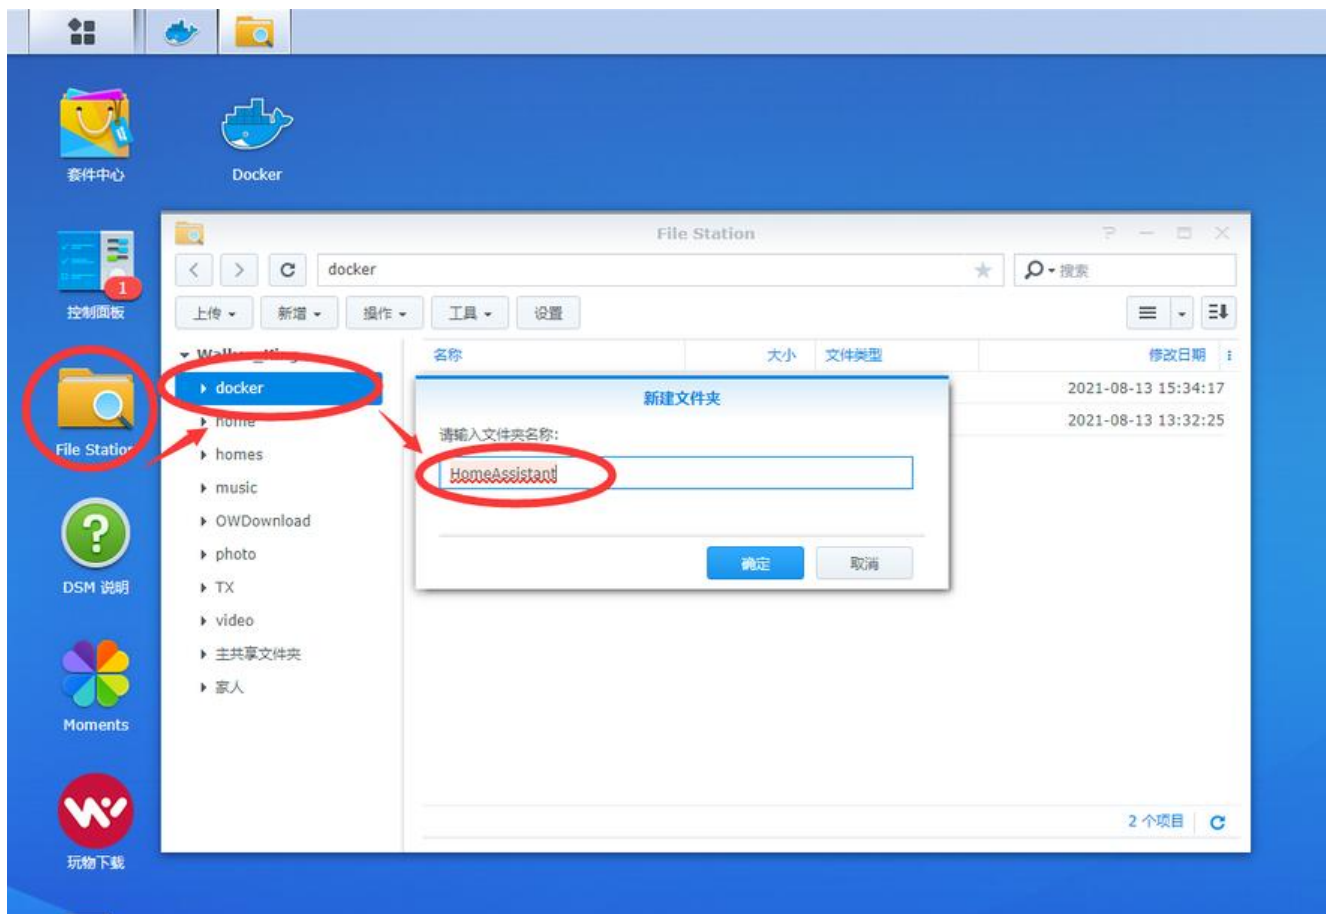 套件中心
Docker
控制面板
1
File Station
DSM 说明
Moments
玩物下载
File Station
docker
搜索
上传
新增
操作
工具
设置
名称
大小
文件类型
修改日期
docker
home
homes
music
OWDownload
photo
TX
video
主共享文件夹
家人
2021-08-13 15:34:17
2021-08-13 13:32:25
新建文件夹
请输入文件夹名称:
HomeAssistant
确定
取消
2 个项目